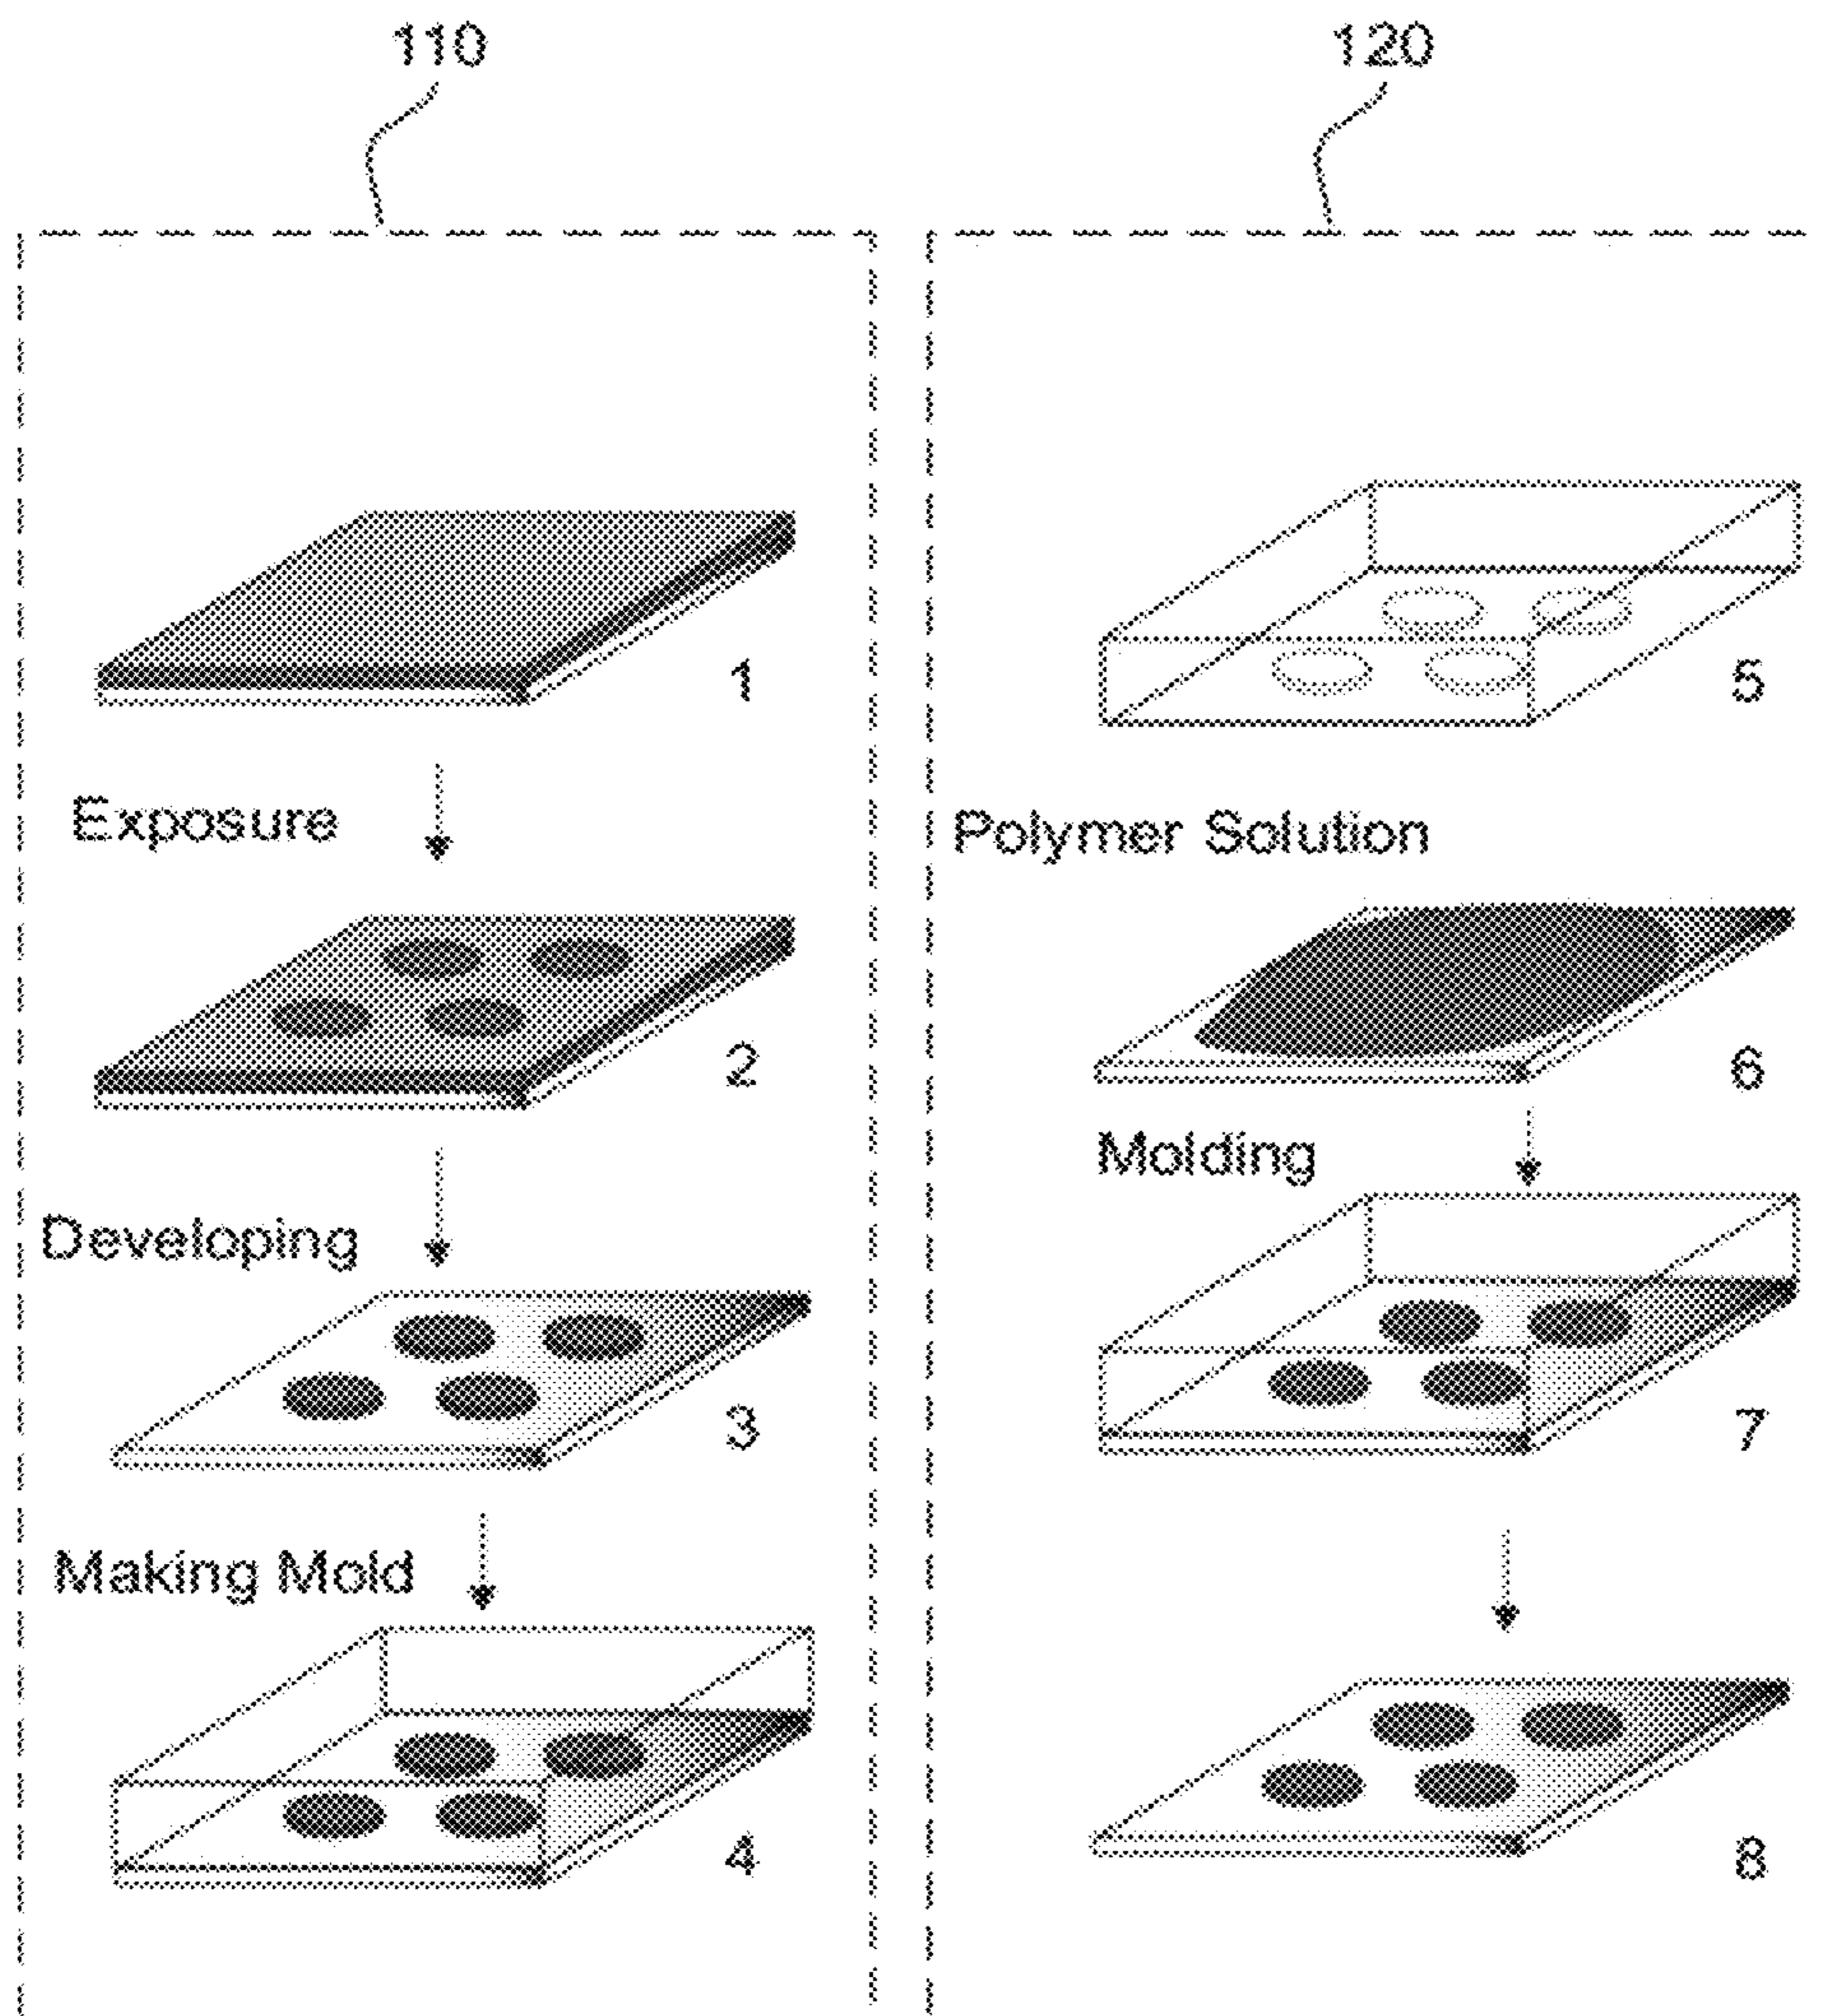 110
1
Exposure
2
Developing
3
Making Mold
4
120
5
Polymer Solution
6
Molding
7
8